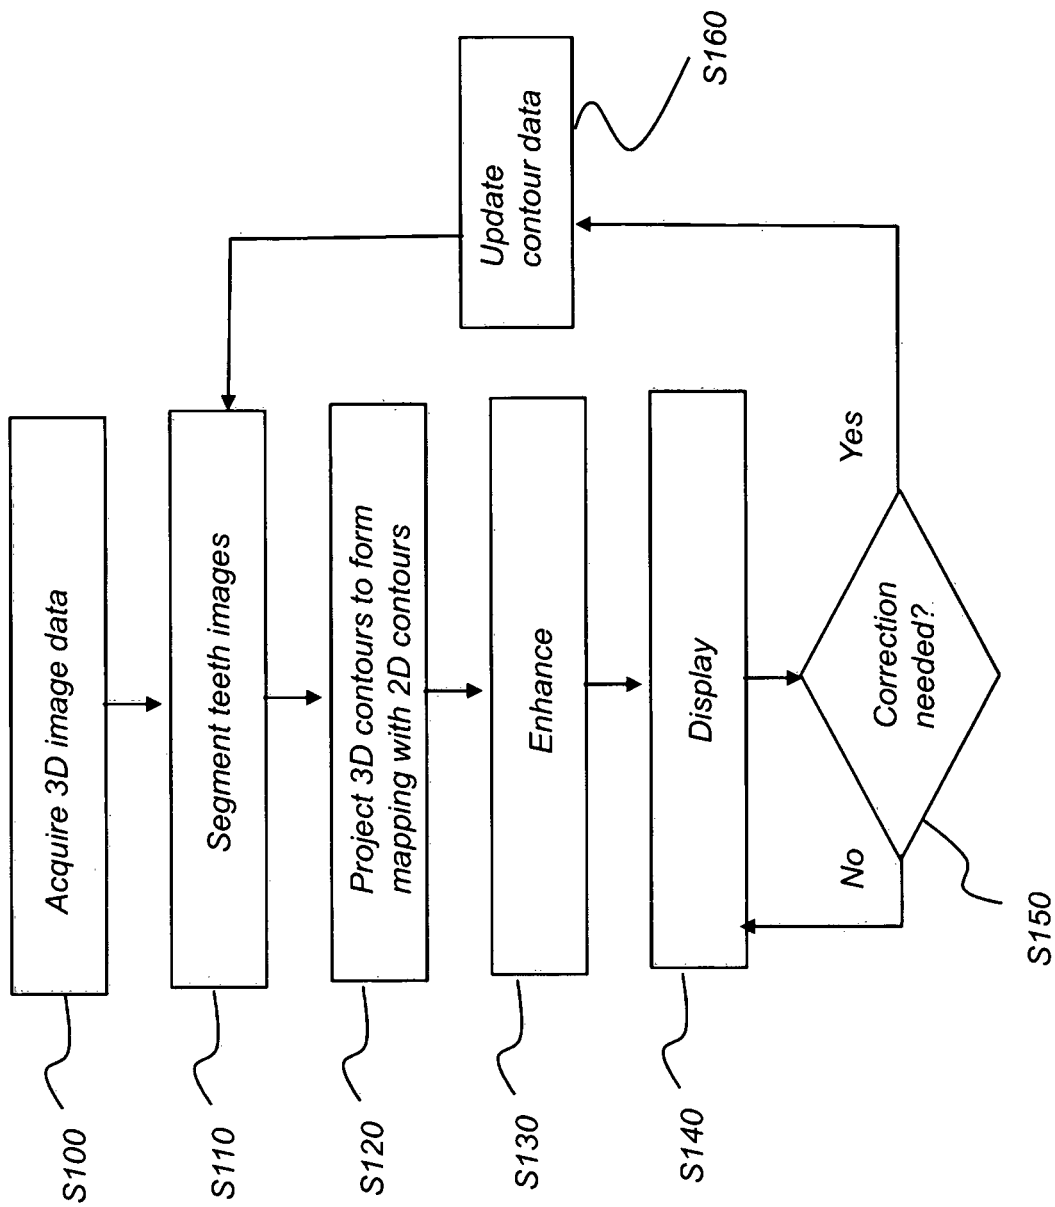 S100
Acquire 3D image data
S110
Segment teeth images
S120
Project 3D contours to form
mapping with 2D contours
S130
Enhance
S140
Display
S150
Correction
needed?
No
Yes
Update
contour data
S160